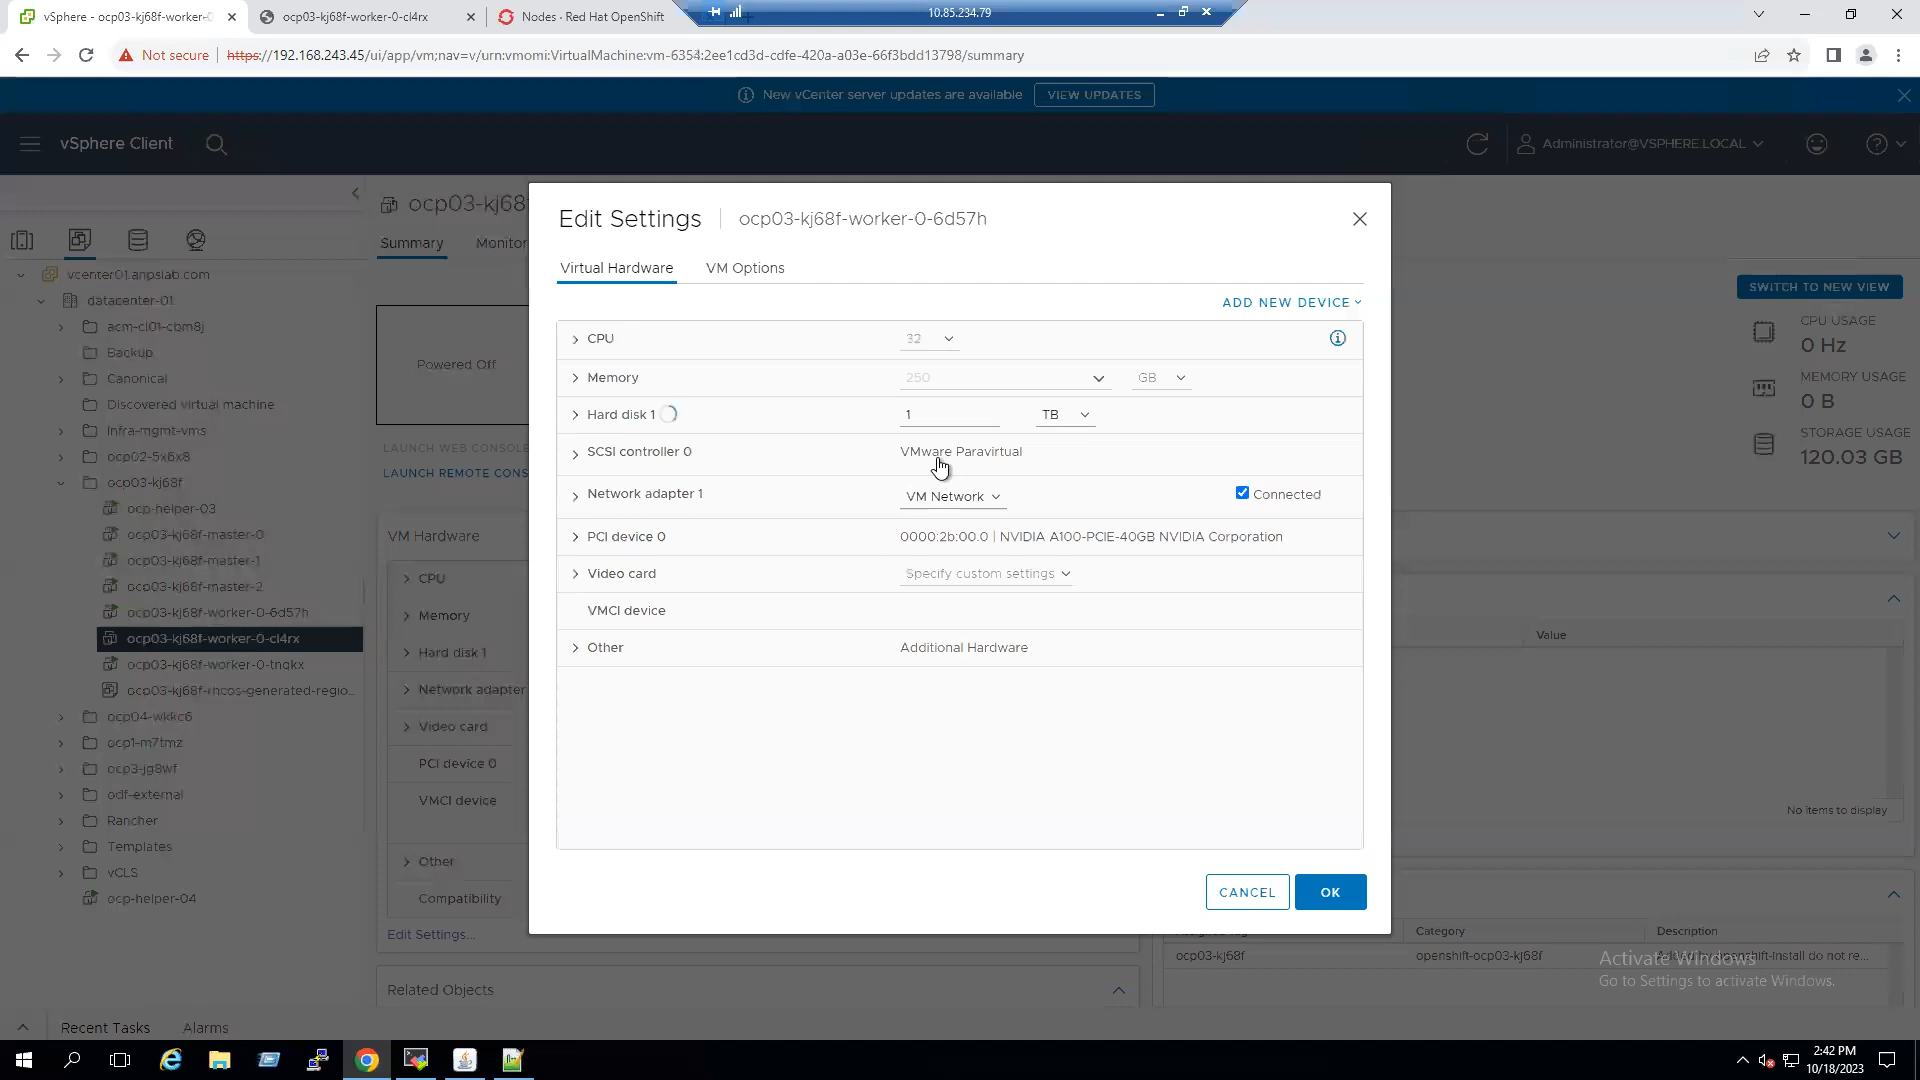 vSphere - ocp03-kj68f-worker-0
ocp03-kj68f-worker-0-cl4rx
Nodes · Red Hat OpenShift
10.85.234.79
Not secure
https://192.168.243.45/ui/app/vm;nav=v/urn:vmomi:VirtualMachine:vm-6354:2ee1cd3d-cdfe-420a-a03e-66f3bdd13798/summary
New vCenter server updates are available
VIEW UPDATES
vSphere Client
Administrator@VSPHERE.LOCAL
ocp03-kj68f
Summary
Monitor
SWITCH TO NEW VIEW
CPU USAGE
0 Hz
MEMORY USAGE
0 B
STORAGE USAGE
120.03 GB
vcenter01.anpslab.com
datacenter-01
acm-cl01-cbm8j
Backup
Canonical
Discovered virtual machine
Infra-mgmt-vms
ocp02-5x6x8
ocp03-kj68f
ocp-helper-03
ocp03-kj68f-master-0
ocp03-kj68f-master-1
ocp03-kj68f-master-2
ocp03-kj68f-worker-0-6d57h
ocp03-kj68f-worker-0-cl4rx
ocp03-kj68f-worker-0-tnqkx
ocp03-kj68f-rhcos-generated-regio...
ocp04-wkkc6
ocp1-m7tmz
ocp3-jg8wf
odf-external
Rancher
Templates
vCLS
ocp-helper-04
Powered Off
LAUNCH WEB CONSOLE
LAUNCH REMOTE CONS
VM Hardware
CPU
Memory
Hard disk 1
Network adapter
Video card
PCI device 0
VMCI device
Other
Compatibility
Edit Settings...
Related Objects
Edit Settings
ocp03-kj68f-worker-0-6d57h
Virtual Hardware
VM Options
ADD NEW DEVICE
CPU
32
Memory
250
GB
Hard disk 1
1
TB
SCSI controller 0
VMware Paravirtual
Network adapter 1
VM Network
Connected
PCI device 0
0000:2b:00.0 | NVIDIA A100-PCIE-40GB NVIDIA Corporation
Video card
Specify custom settings
VMCI device
Other
Additional Hardware
CANCEL
OK
Value
No items to display
Category
Description
ocp03-kj68f
openshift-ocp03-kj68f
Added by openshift-install do not re...
Activate Windows
Go to Settings to activate Windows.
Recent Tasks
Alarms
2:42 PM
10/18/2023